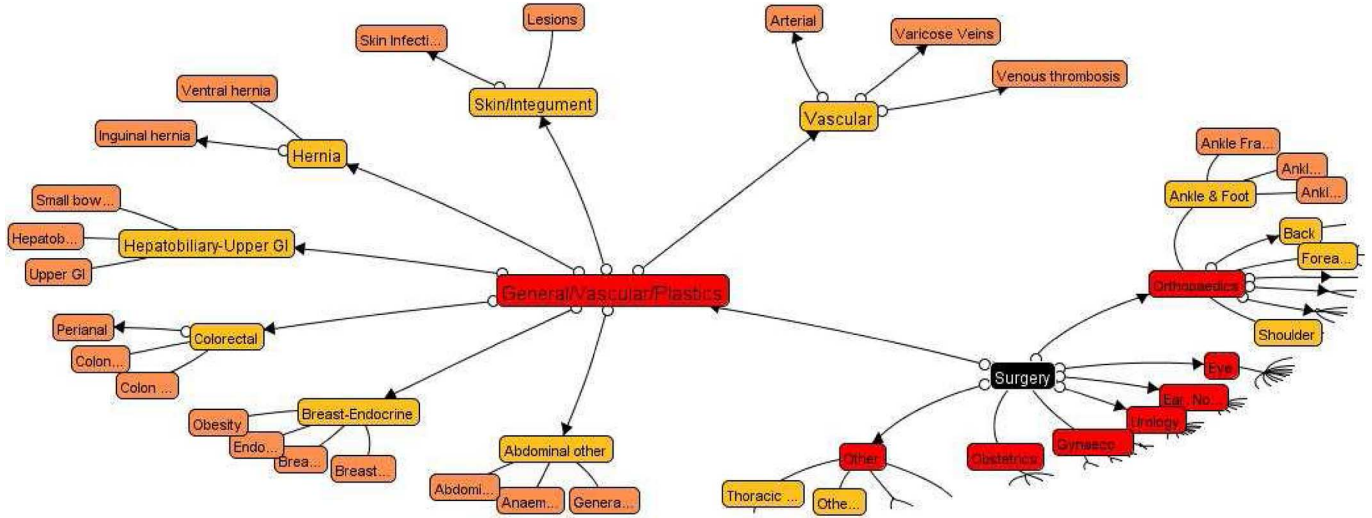 Lesions
Arterial
Varicose Veins
Skin Infecti...
Venous thrombosis
Ventral hernia
Skin/Integument
Vascular
Inguinal hernia
Hernia
Ankle Fra...
Ankl...
Ankl...
Ankle & Foot
Small bow...
Hepatob...
Hepatobiliary-Upper GI
Upper GI
Back
Forea...
General/Vascular/Plastics
Orthopaedics
Perianal
Colorectal
Shoulder
Colon...
Colon ...
Surgery
Eye
Ear, No...
Urology
Gynaeco...
Obstetrics
Other
Breast-Endocrine
Obesity
Endo...
Brea...
Breast...
Abdominal other
Abdomi...
Anaem...
Genera...
Thoracic ...
Othe...